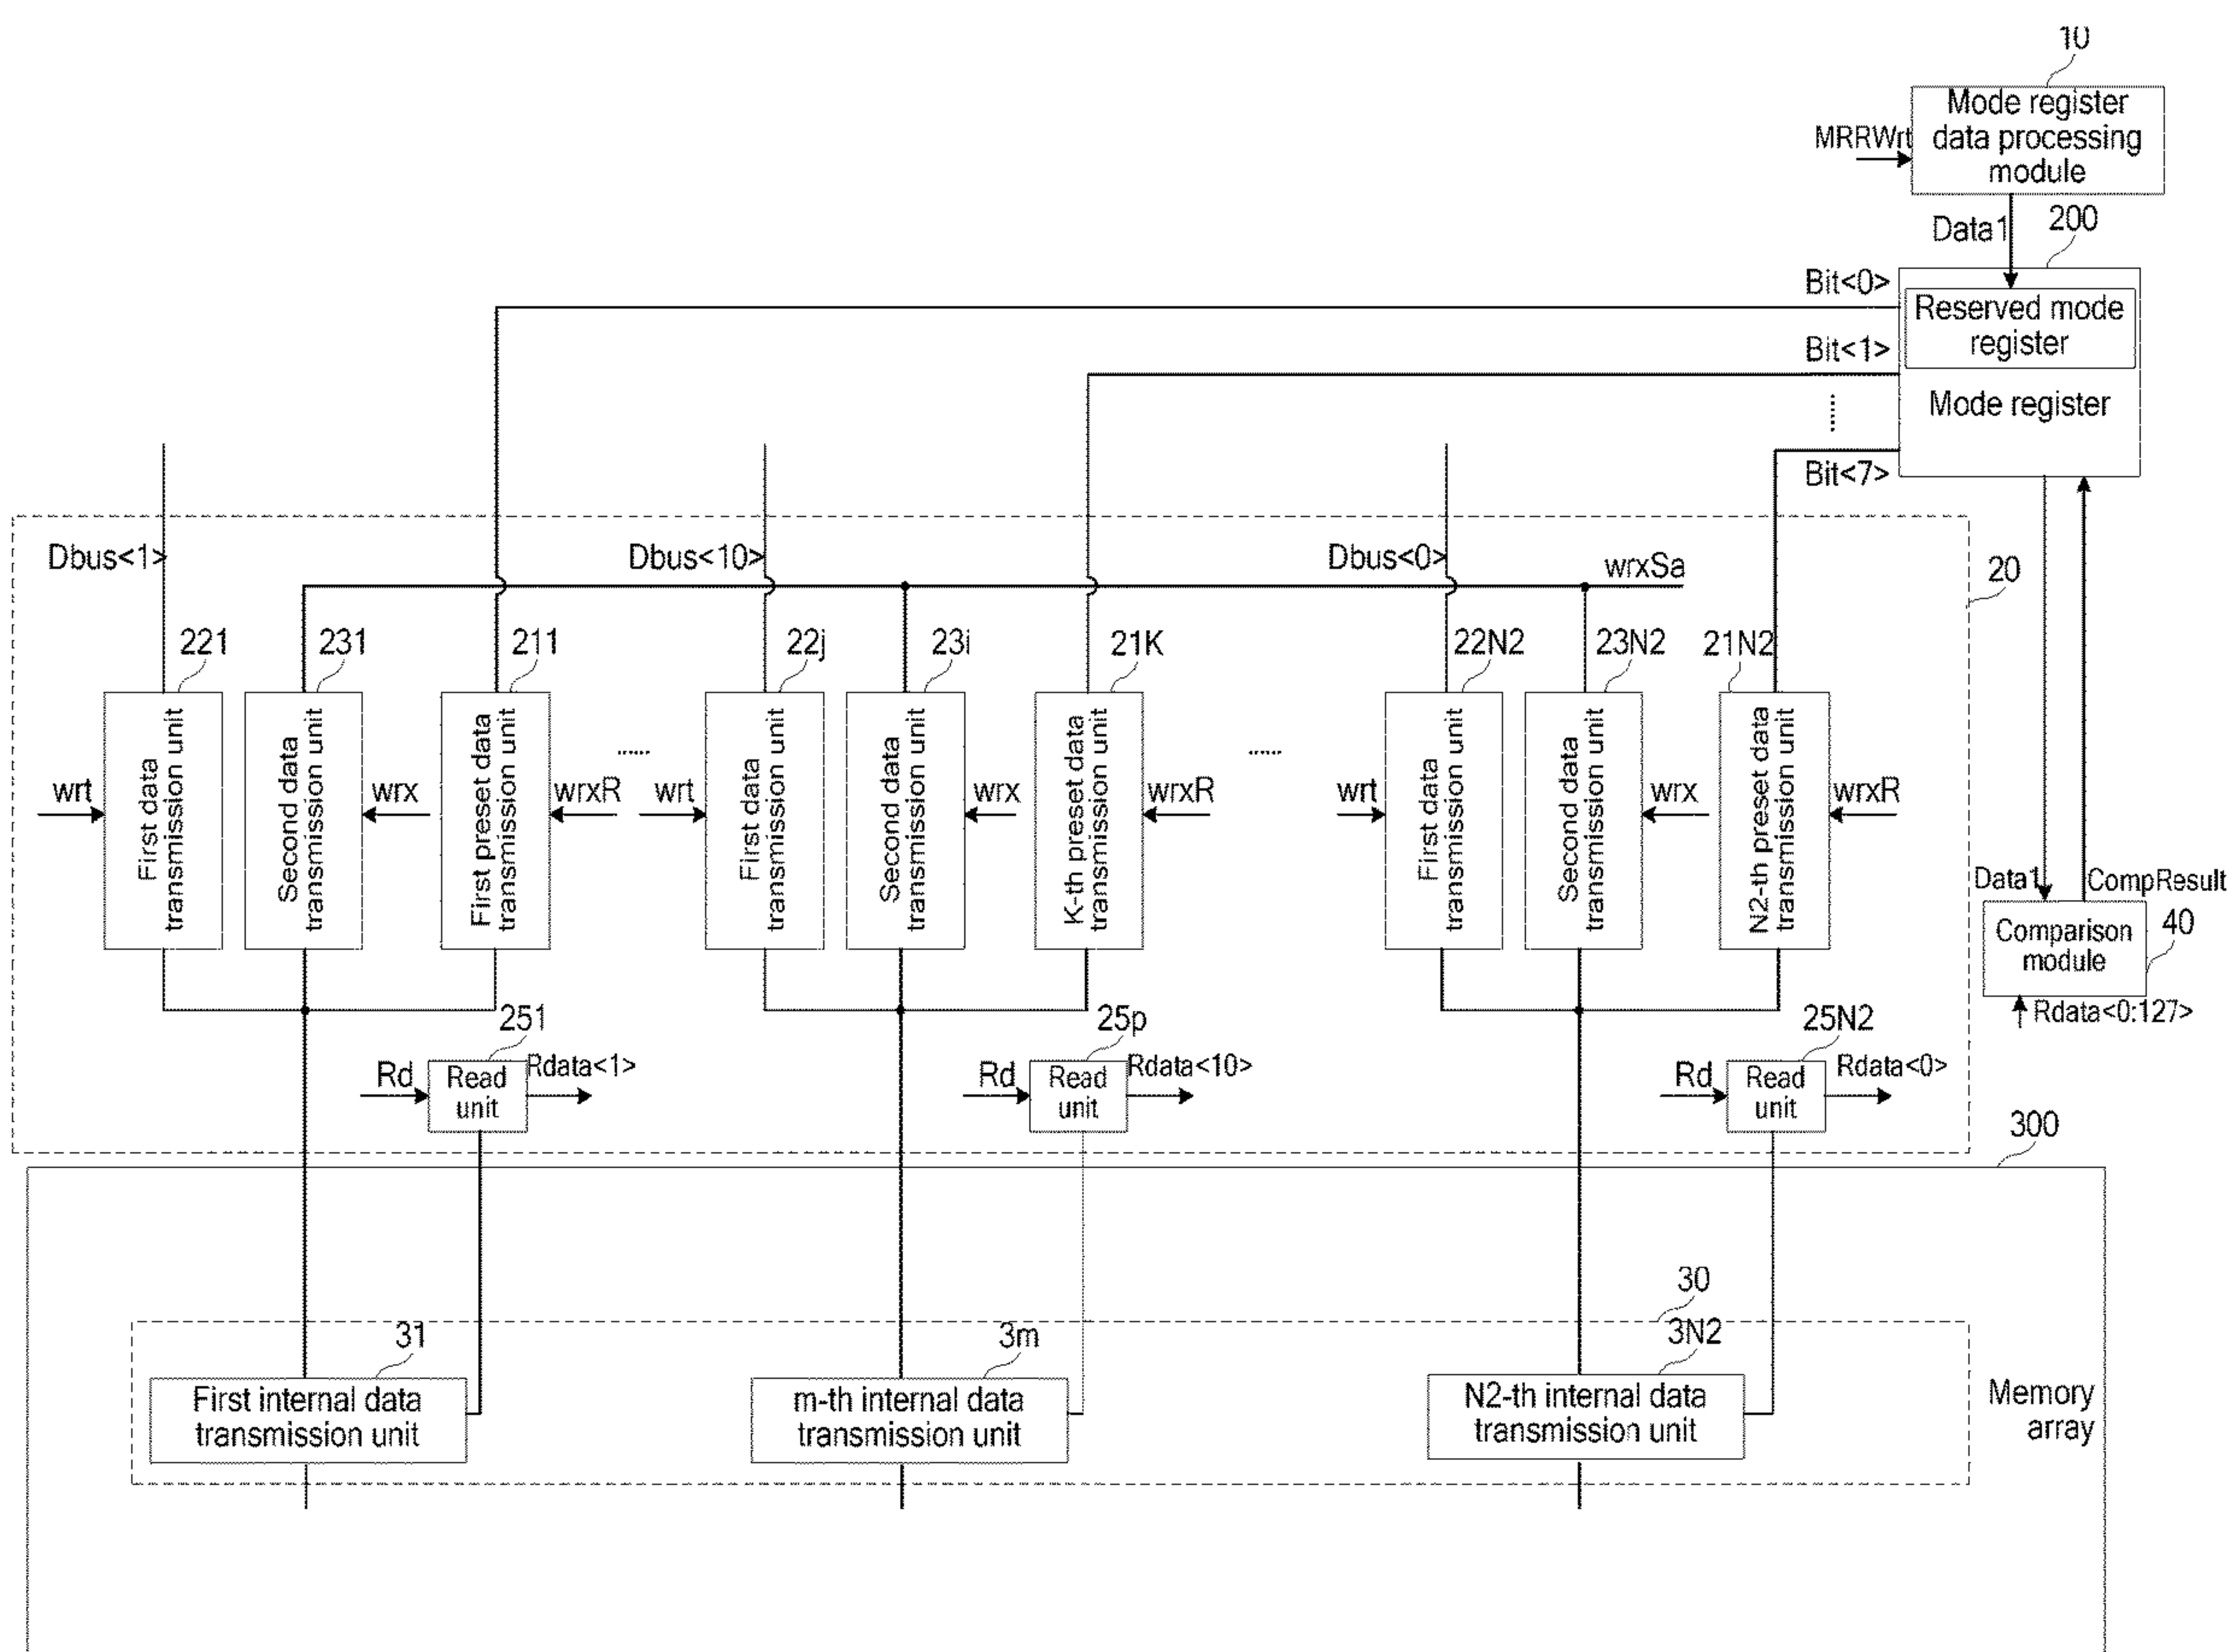 10
Mode register
data processing
module
MRRWrt
Data1
200
Bit<0>
Reserved mode
register
Bit<1>
Mode register
Bit<7>
Dbus<1>
Dbus<10>
Dbus<0>
wrxSa
20
221
231
211
22j
23i
21K
22N2
23N2
21N2
First data
transmission unit
Second data
transmission unit
First preset data
transmission unit
......
First data
transmission unit
Second data
transmission unit
K-th preset data
transmission unit
......
First data
transmission unit
Second data
transmission unit
N2-th preset data
transmission unit
wrt
wrx
wrxR
wrt
wrx
wrxR
wrt
wrx
wrxR
Data1
CompResult
Comparison
module
40
Rdata<0:127>
251
25p
25N2
Rd
Read
unit
Rdata<1>
Rd
Read
unit
Rdata<10>
Rd
Read
unit
Rdata<0>
300
30
31
3m
3N2
First internal data
transmission unit
m-th internal data
transmission unit
N2-th internal data
transmission unit
Memory
array